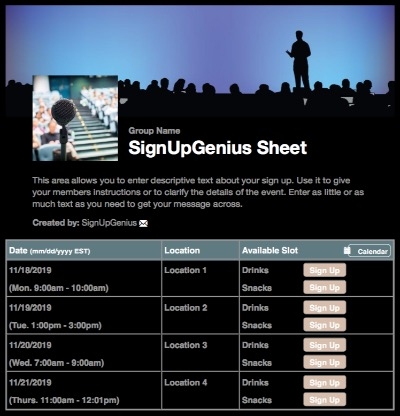 Group Name
SignUpGenius Sheet
This area allows you to enter descriptive text about your sign up. Use it to give
your members instructions or to clarify the details of the event. Enter as little or as
much text as you need to get your message across.
Created by: SignUpGenius
Date (mm/dd/yyyy EST) Location Available Slot Calendar
11/18/2019 Location 1 Drinks Sign Up
(Mon. 9:00am - 10:00am) Snacks Sign Up
11/19/2019 Location 2 Drinks Sign Up
(Tue. 1:00pm - 3:00pm) Snacks Sign Up
11/20/2019 Location 3 Drinks Sign Up
(Wed. 7:00am - 9:00am) Snacks Sign Up
11/21/2019 Location 4 Drinks Sign Up
(Thurs. 11:00am - 12:01pm) Snacks Sign Up